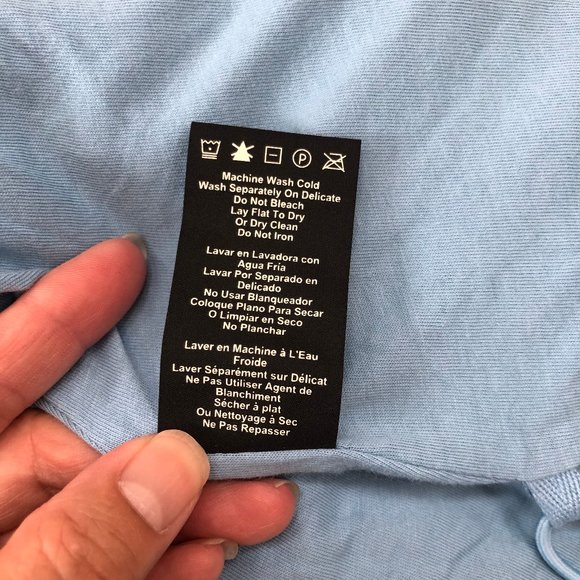 P
Machine Wash Cold
Wash Separately On Delicate
Do Not Bleach
Lay Flat To Dry
Or Dry Clean
Do Not Iron
Lavar en Lavadora con
Agua Fría
Lavar Por Separado en
Delicado
No Usar Blanqueador
Coloque Plano Para Secar
O Limpiar en Seco
No Planchar
Laver en Machine à L'Eau
Froide
Laver Séparément sur Délicat
Ne Pas Utiliser Agent de
Blanchiment
Sécher à plat
Ou Nettoyage à Sec
Ne Pas Repasser